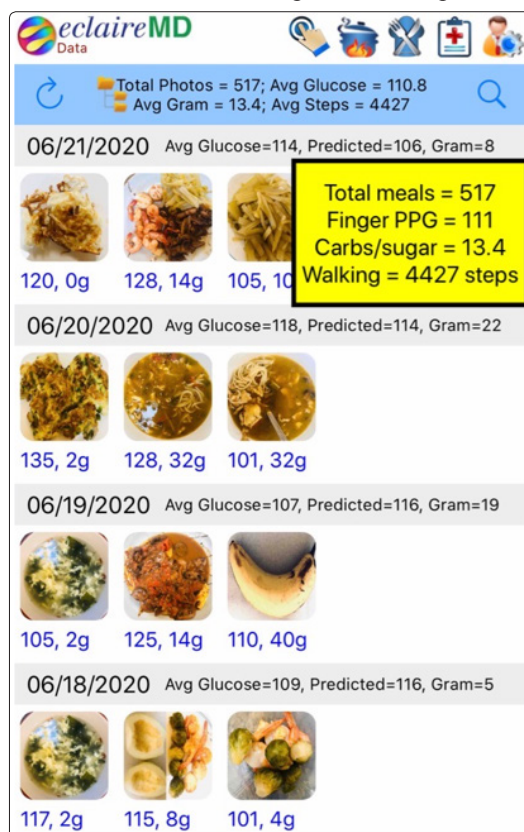 eclaireMD
Data
Total Photos = 517; Avg Glucose = 110.8
Avg Gram = 13.4; Avg Steps = 4427
06/21/2020 Avg Glucose=114, Predicted=106, Gram=8
Total meals = 517
Finger PPG = 111
Carbs/sugar = 13.4
Walking = 4427 steps
120, 0g 128, 14g 105, 10
06/20/2020 Avg Glucose=118, Predicted=114, Gram=22
135, 2g 128, 32g 101, 32g
06/19/2020 Avg Glucose=107, Predicted=116, Gram=19
105, 2g 125, 14g 110, 40g
06/18/2020 Avg Glucose=109, Predicted=116, Gram=5
117, 2g 115, 8g 101, 4g